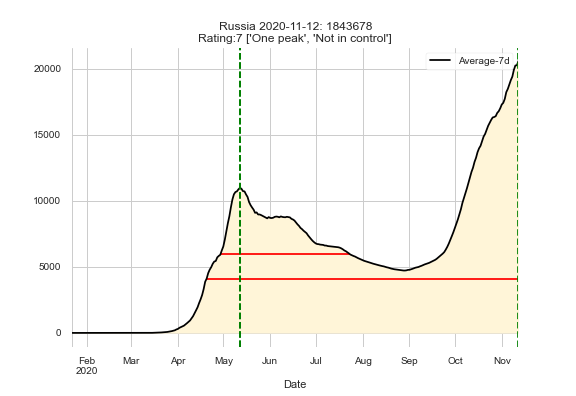 Russia 2020-11-12: 1843678
Rating:7 ['One peak', 'Not in control']
Average-7d
20000
15000
10000
5000
0
Feb Mar Apr May Jun Jul Aug Sep Oct Nov
2020
Date